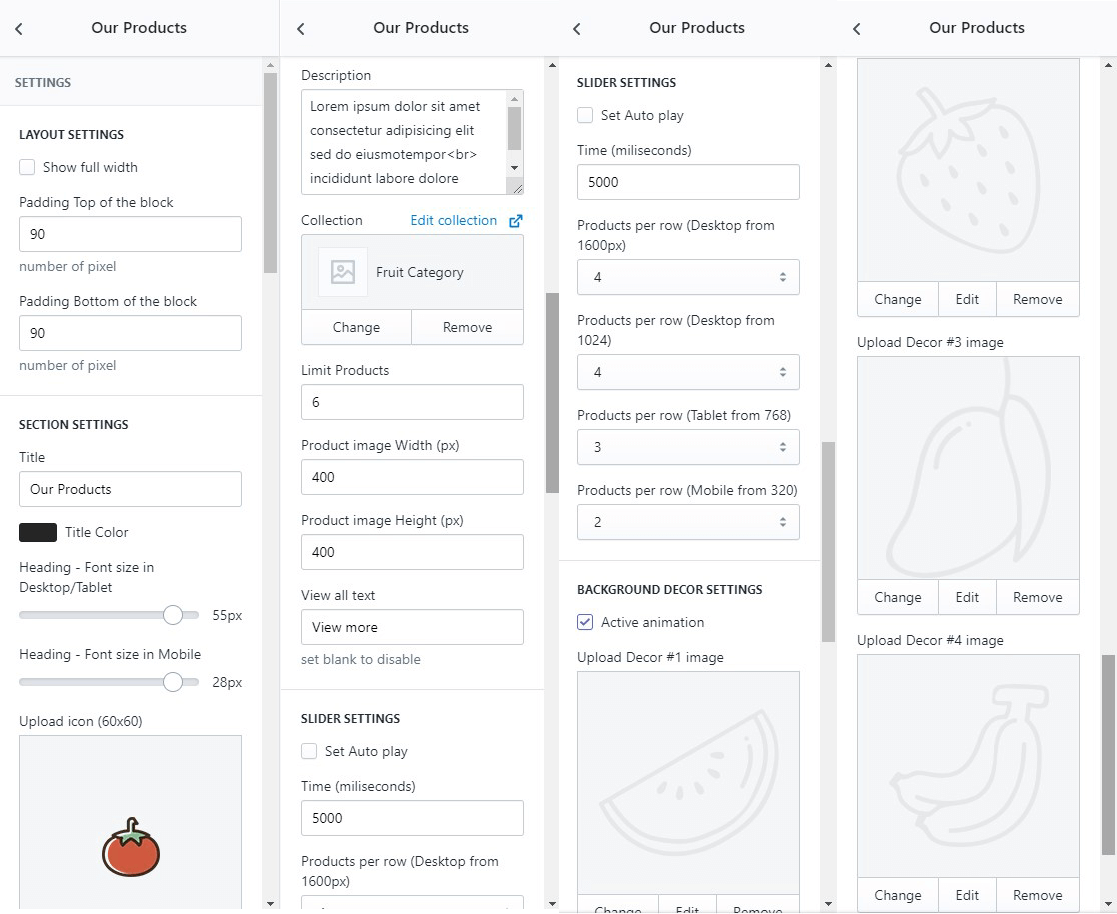 Our Products
SETTINGS
LAYOUT SETTINGS
Show full width
Padding Top of the block
90
number of pixel
Padding Bottom of the block
90
number of pixel
SECTION SETTINGS
Title
Our Products
Title Color
Heading - Font size in
Desktop/Tablet
55px
Heading - Font size in Mobile
28px
Upload icon (60x60)
Our Products
Description
Lorem ipsum dolor sit amet
consectetur adipisicing elit
sed do eiusmotempor<br>
incididunt labore dolore
Collection
Edit collection
Fruit Category
Change
Remove
Limit Products
6
Product image Width (px)
400
Product image Height (px)
400
View all text
View more
set blank to disable
SLIDER SETTINGS
Set Auto play
Time (miliseconds)
5000
Products per row (Desktop from
1600px)
Our Products
SLIDER SETTINGS
Set Auto play
Time (miliseconds)
5000
Products per row (Desktop from
1600px)
4
Products per row (Desktop from
1024)
4
Products per row (Tablet from 768)
3
Products per row (Mobile from 320)
2
BACKGROUND DECOR SETTINGS
Active animation
Upload Decor #1 image
Change
Edit
Remove
Our Products
Change
Edit
Remove
Upload Decor #3 image
Change
Edit
Remove
Upload Decor #4 image
Change
Edit
Remove